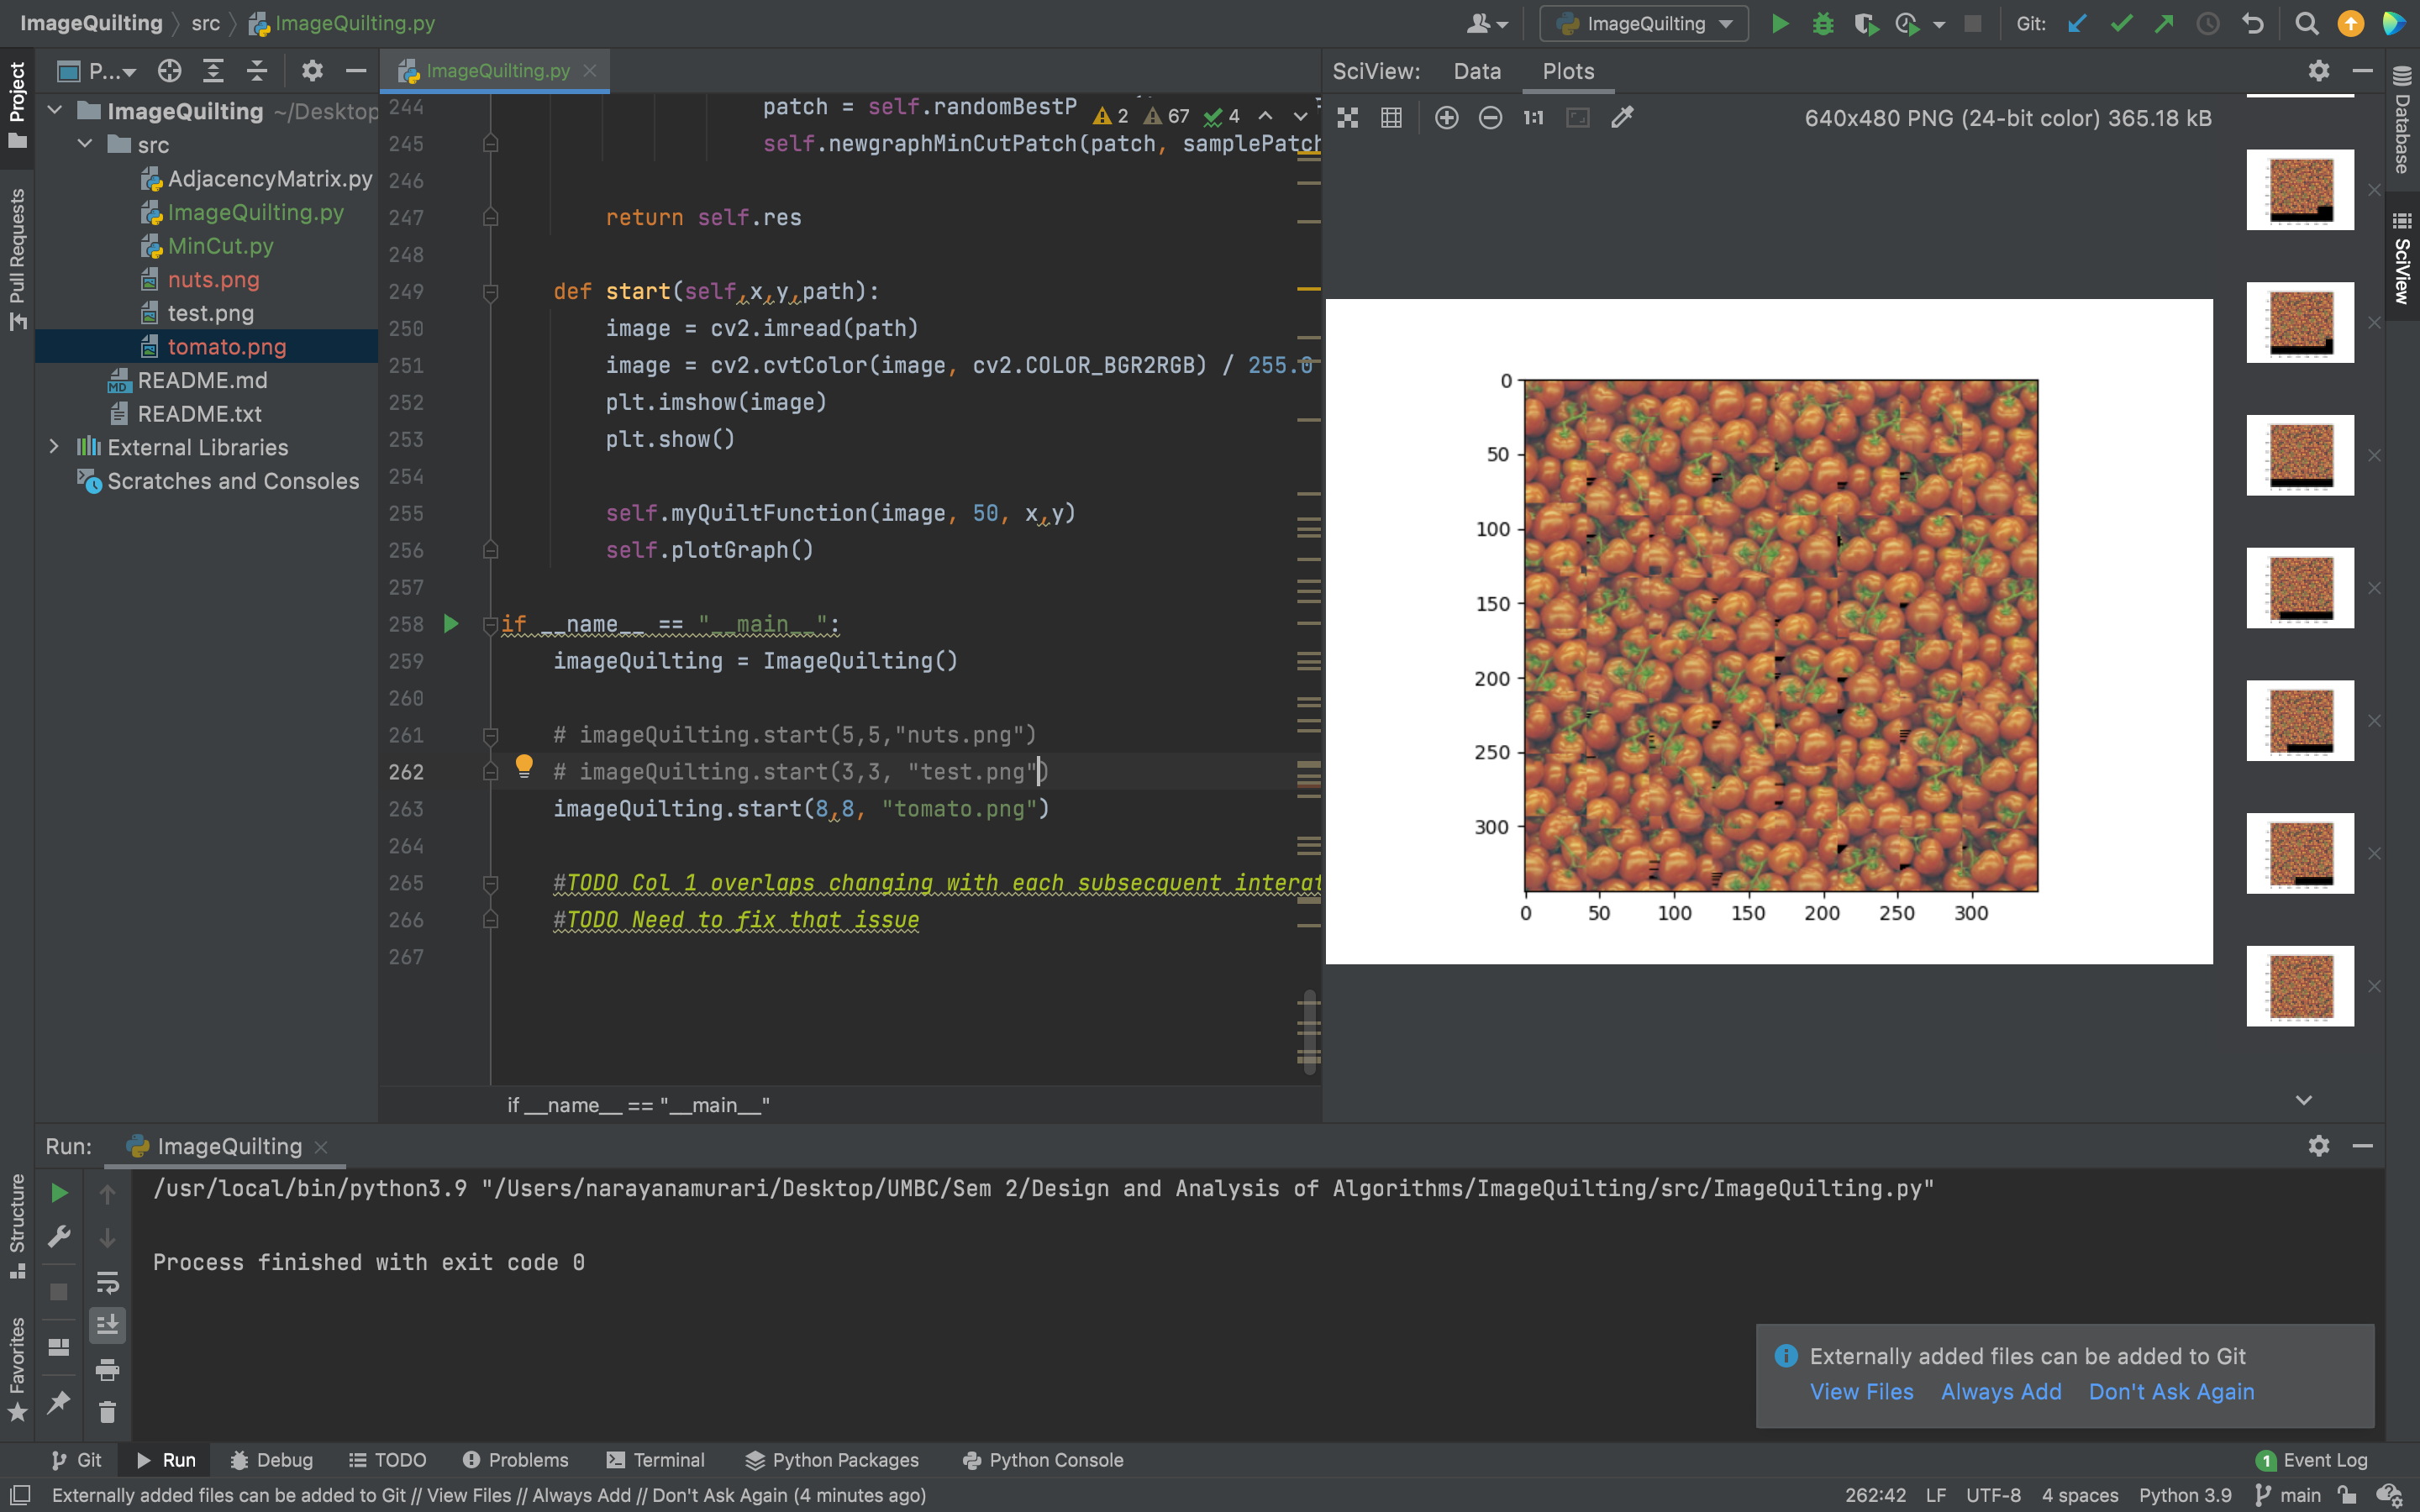 ImageQuilting src ImageQuilting.py
ImageQuilting
Git:
P...
ImageQuilting.py
SciView: Data Plots
Project
Pull Requests
Structure
Favorites
Database
SciView
ImageQuilting ~/Desktop
src
AdjacencyMatrix.py
ImageQuilting.py
MinCut.py
nuts.png
test.png
tomato.png
README.md
README.txt
External Libraries
Scratches and Consoles
2 67 4
244 patch = self.randomBestP
245 self.newgraphMinCutPatch(patch, samplePatch
246
247 return self.res
248
249 def start(self,x,y,path):
250 image = cv2.imread(path)
251 image = cv2.cvtColor(image, cv2.COLOR_BGR2RGB) / 255.0
252 plt.imshow(image)
253 plt.show()
254
255 self.myQuiltFunction(image, 50, x,y)
256 self.plotGraph()
257
258 if __name__ == "__main__":
259 imageQuilting = ImageQuilting()
260
261 # imageQuilting.start(5,5,"nuts.png")
262 # imageQuilting.start(3,3, "test.png")
263 imageQuilting.start(8,8, "tomato.png")
264
265 #TODO Col 1 overlaps changing with each subsecquent interat
266 #TODO Need to fix that issue
267
if __name__ == "__main__"
1:1
640x480 PNG (24-bit color) 365.18 kB
0
50
100
150
200
250
300
0 50 100 150 200 250 300
Run: ImageQuilting
/usr/local/bin/python3.9 "/Users/narayanamurari/Desktop/UMBC/Sem 2/Design and Analysis of Algorithms/ImageQuilting/src/ImageQuilting.py"
Process finished with exit code 0
Externally added files can be added to Git
View Files Always Add Don't Ask Again
Git Run Debug TODO Problems Terminal Python Packages Python Console
1 Event Log
Externally added files can be added to Git // View Files // Always Add // Don't Ask Again (4 minutes ago)
262:42 LF UTF-8 4 spaces Python 3.9 main